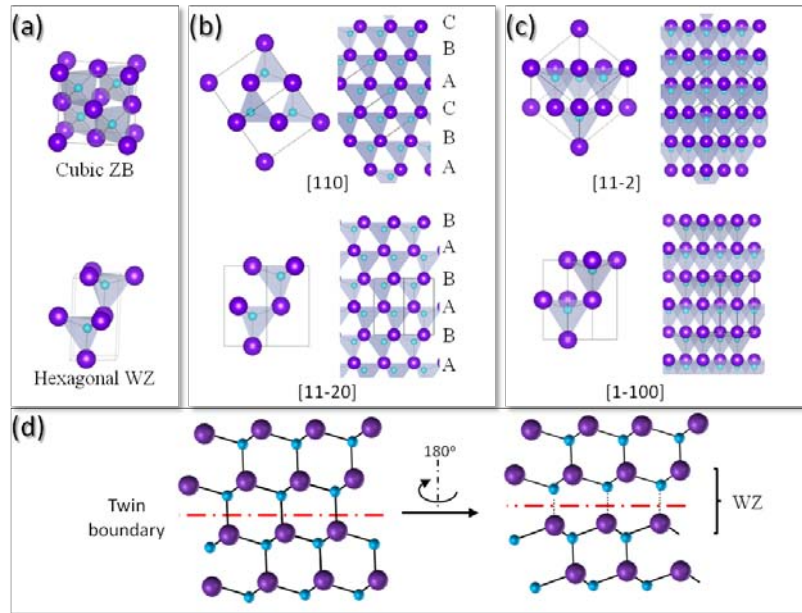 (a)
Cubic ZB
Hexagonal WZ
(b)
C
B
A
C
B
A
[110]
B
A
B
A
B
A
[11-20]
(c)
[11-2]
[1-100]
(d)
Twin
boundary
180°
WZ